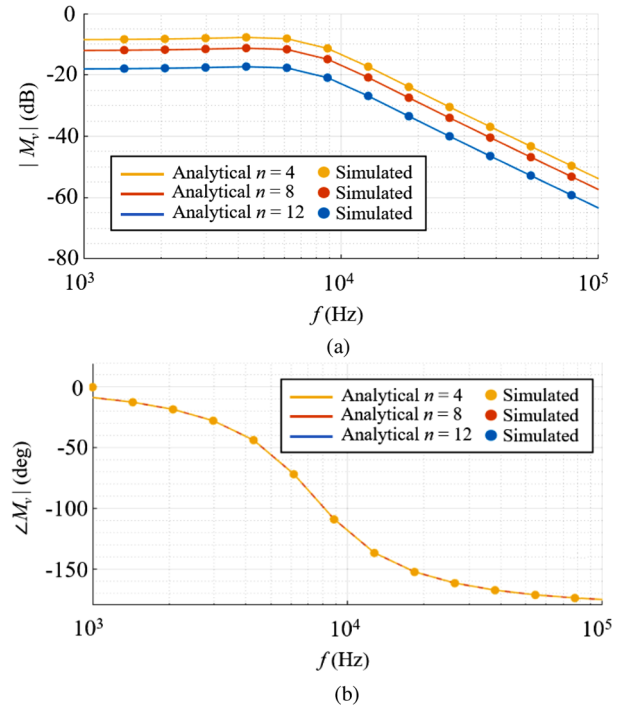 0
-20
-40
-60
-80
| Mᵥ| (dB)
Analytical n = 4 Simulated
Analytical n = 8 Simulated
Analytical n = 12 Simulated
10³ 10⁴ 10⁵
f (Hz)
(a)
0
-50
-100
-150
∠Mᵥ| (deg)
Analytical n = 4 Simulated
Analytical n = 8 Simulated
Analytical n = 12 Simulated
10³ 10⁴ 10⁵
f (Hz)
(b)